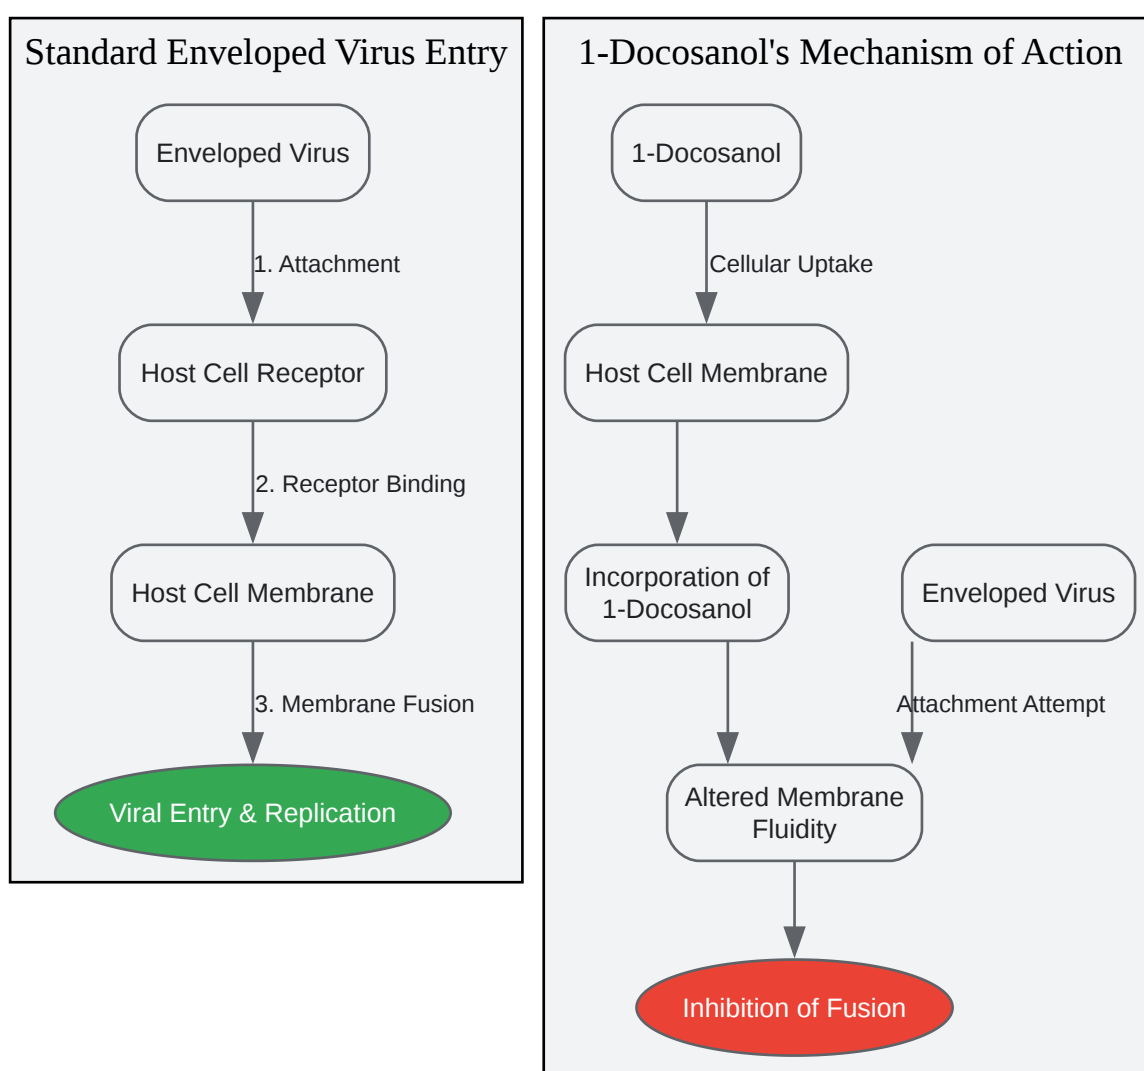 Standard Enveloped Virus Entry
Enveloped Virus
1. Attachment
Host Cell Receptor
2. Receptor Binding
Host Cell Membrane
3. Membrane Fusion
Viral Entry & Replication
1-Docosanol's Mechanism of Action
1-Docosanol
Cellular Uptake
Host Cell Membrane
Incorporation of
1-Docosanol
Enveloped Virus
Attachment Attempt
Altered Membrane
Fluidity
Inhibition of Fusion